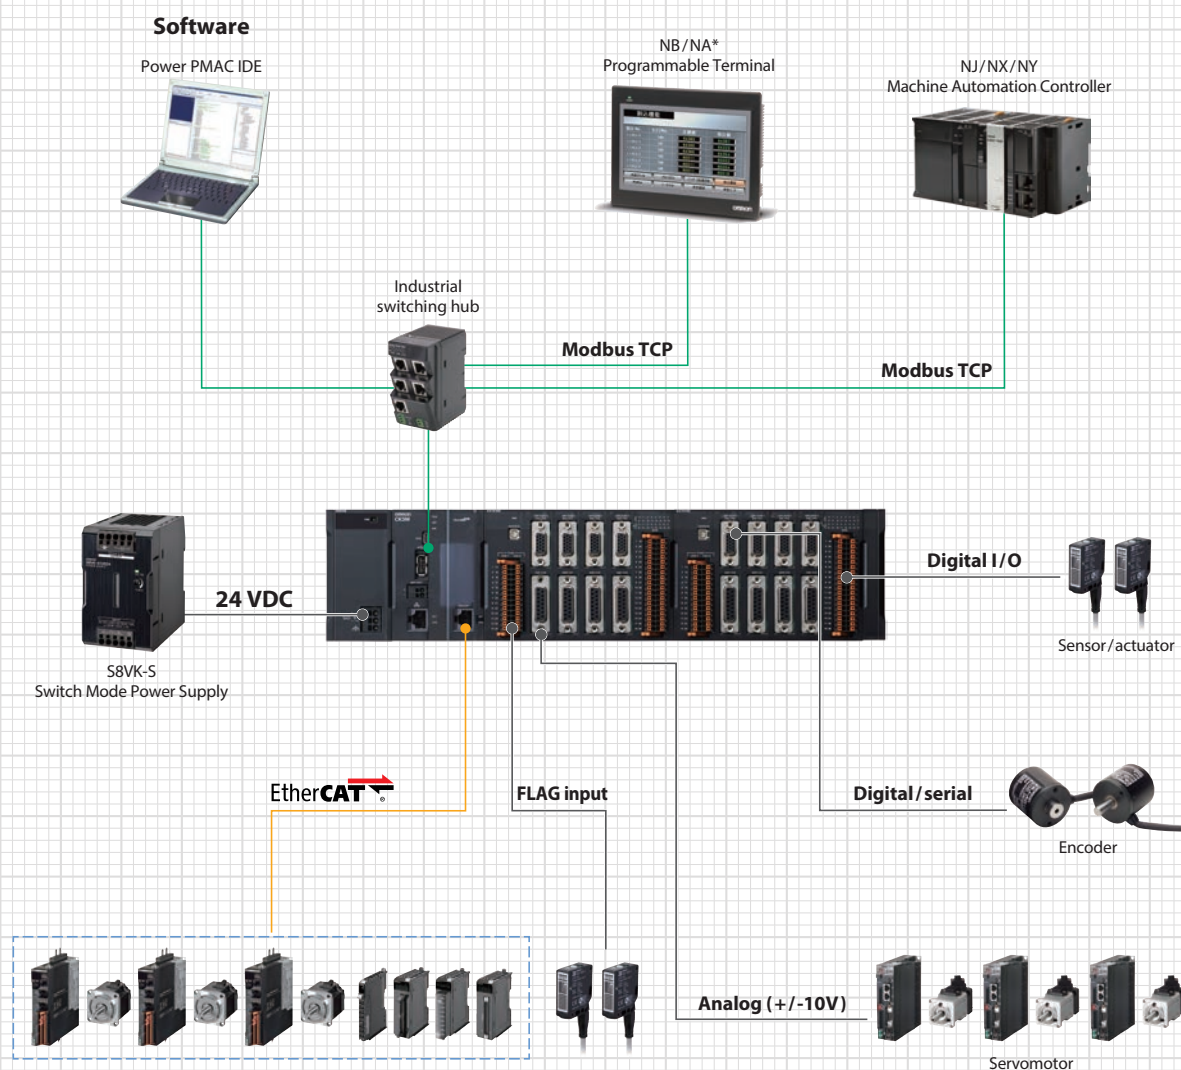 Software
Power PMAC IDE
NB/NA*
Programmable Terminal
NJ/NX/NY
Machine Automation Controller
Industrial
switching hub
Modbus TCP
Modbus TCP
24 VDC
S8VK-S
Switch Mode Power Supply
Digital I/O
Sensor/actuator
EtherCAT®
FLAG input
Digital/serial
Encoder
Analog (+/-10V)
Servomotor
OMRON